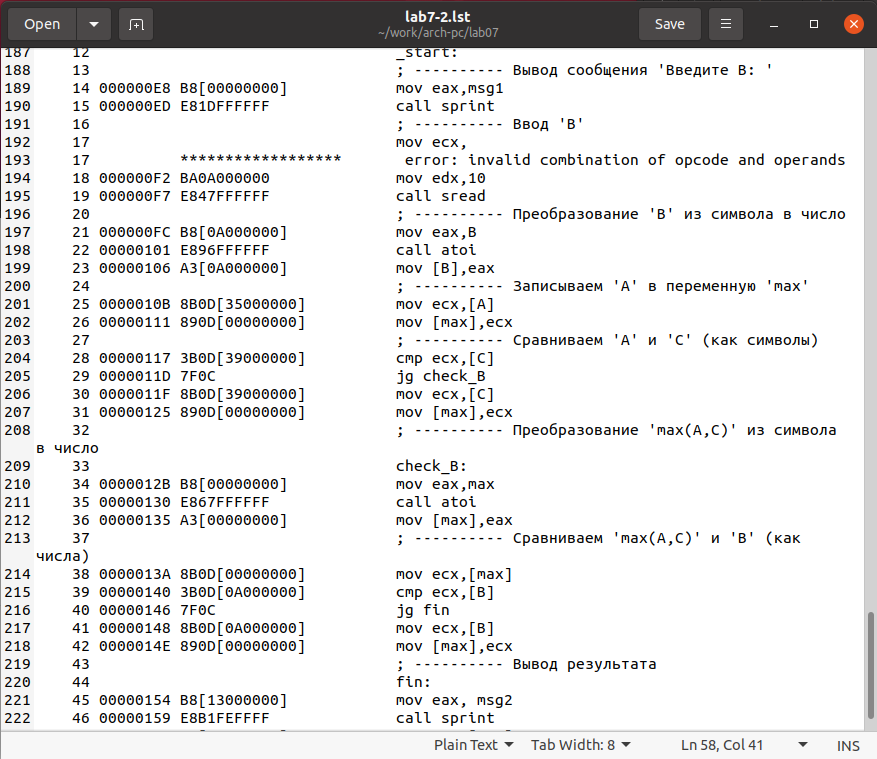 Open
lab7-2.lst
~/work/arch-pc/lab07
Save
187 12 _start:
188 13 ; ---------- Вывод сообщения 'Введите B: '
189 14 000000E8 B8[00000000] mov eax,msg1
190 15 000000ED E81DFFFFFF call sprint
191 16 ; ---------- Ввод 'B'
192 17 mov ecx,
193 17 ****************** error: invalid combination of opcode and operands
194 18 000000F2 BA0A000000 mov edx,10
195 19 000000F7 E847FFFFFF call sread
196 20 ; ---------- Преобразование 'B' из символа в число
197 21 000000FC B8[0A000000] mov eax,B
198 22 00000101 E896FFFFFF call atoi
199 23 00000106 A3[0A000000] mov [B],eax
200 24 ; ---------- Записываем 'A' в переменную 'max'
201 25 0000010B 8B0D[35000000] mov ecx,[A]
202 26 00000111 890D[00000000] mov [max],ecx
203 27 ; ---------- Сравниваем 'A' и 'С' (как символы)
204 28 00000117 3B0D[39000000] cmp ecx,[C]
205 29 0000011D 7F0C jg check_B
206 30 0000011F 8B0D[39000000] mov ecx,[C]
207 31 00000125 890D[00000000] mov [max],ecx
208 32 ; ---------- Преобразование 'max(A,C)' из символа
в число
209 33 check_B:
210 34 0000012B B8[00000000] mov eax,max
211 35 00000130 E867FFFFFF call atoi
212 36 00000135 A3[00000000] mov [max],eax
213 37 ; ---------- Сравниваем 'max(A,C)' и 'B' (как
числа)
214 38 0000013A 8B0D[00000000] mov ecx,[max]
215 39 00000140 3B0D[0A000000] cmp ecx,[B]
216 40 00000146 7F0C jg fin
217 41 00000148 8B0D[0A000000] mov ecx,[B]
218 42 0000014E 890D[00000000] mov [max],ecx
219 43 ; ---------- Вывод результата
220 44 fin:
221 45 00000154 B8[13000000] mov eax, msg2
222 46 00000159 E8B1FEFFFF call sprint
Plain Text Tab Width: 8 Ln 58, Col 41 INS